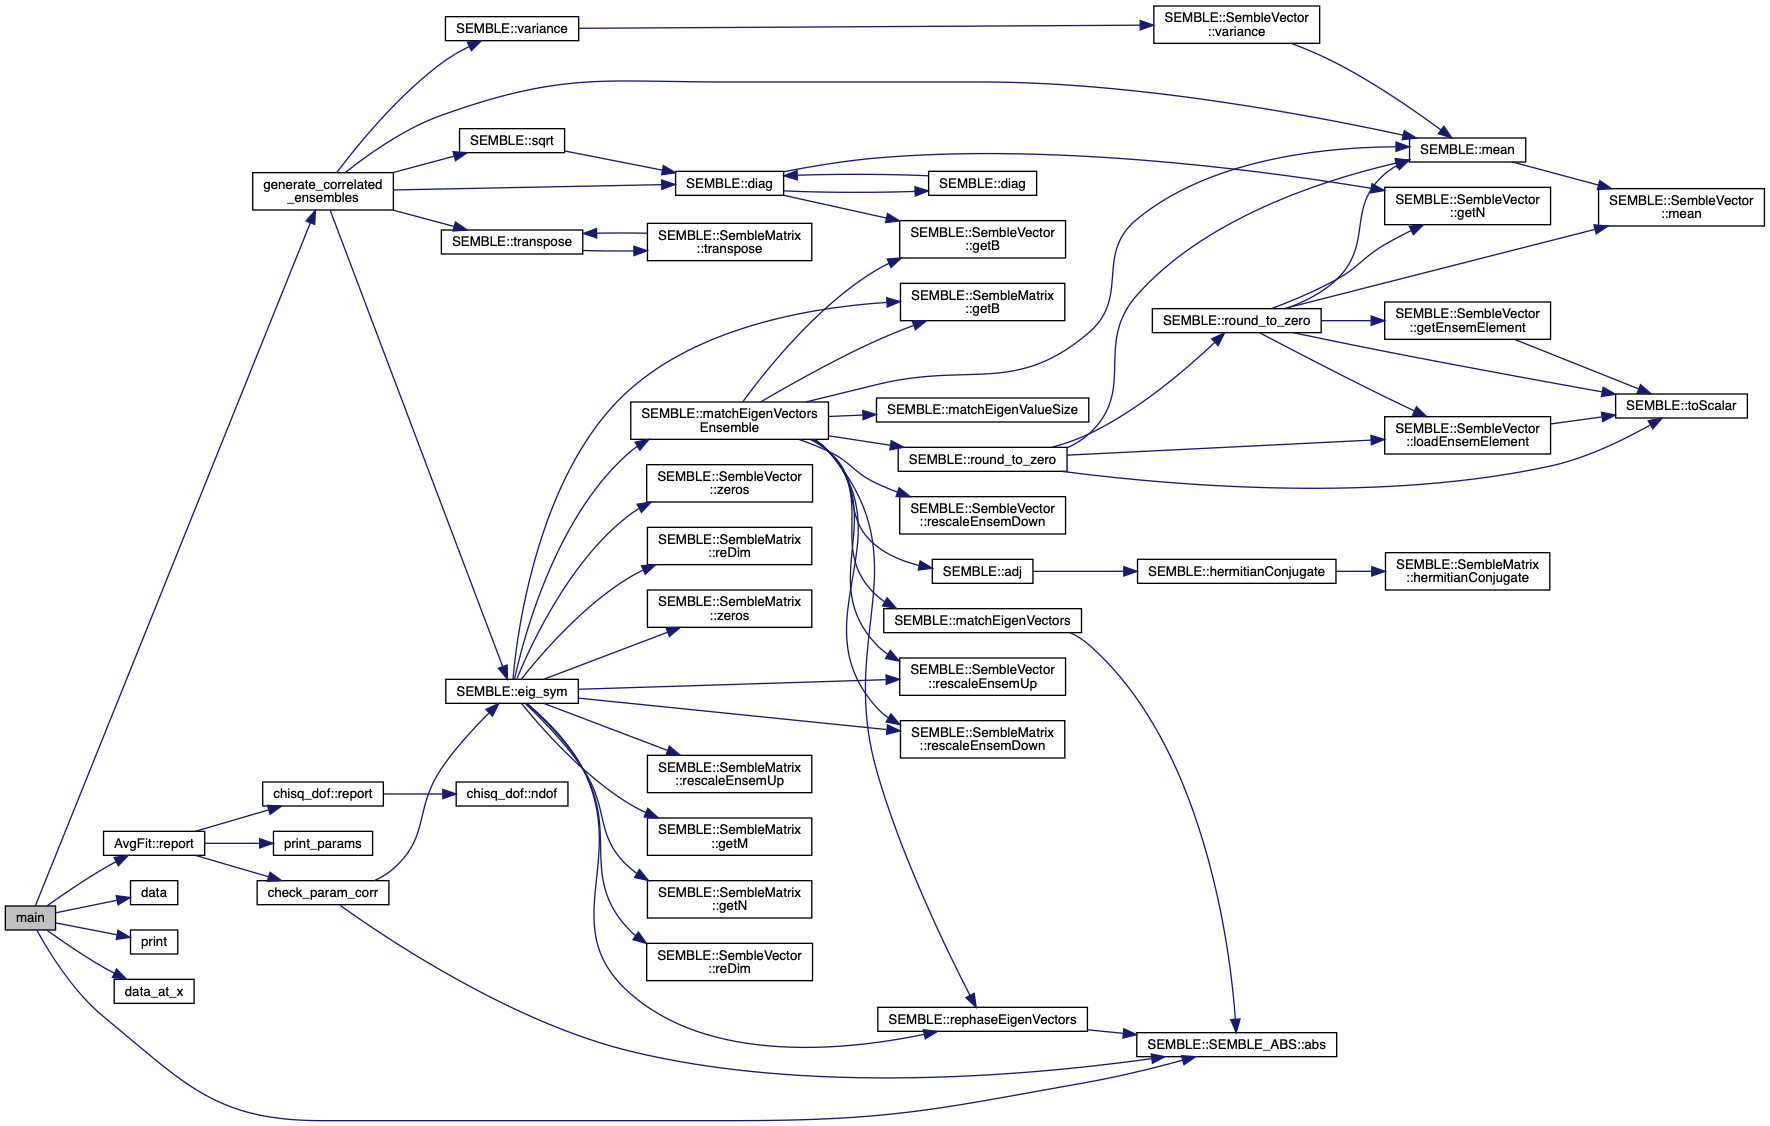 main
generate_correlated
_ensembles
AvgFit::report
data
print
data_at_x
chisq_dof::report
print_params
check_param_corr
chisq_dof::ndof
SEMBLE::variance
SEMBLE::sqrt
SEMBLE::transpose
SEMBLE::eig_sym
SEMBLE::diag
SEMBLE::SembleMatrix
::transpose
SEMBLE::matchEigenVectors
Ensemble
SEMBLE::SembleVector
::zeros
SEMBLE::SembleMatrix
::reDim
SEMBLE::SembleMatrix
::zeros
SEMBLE::SembleMatrix
::rescaleEnsemUp
SEMBLE::SembleMatrix
::getM
SEMBLE::SembleMatrix
::getN
SEMBLE::SembleVector
::reDim
SEMBLE::diag
SEMBLE::SembleVector
::getB
SEMBLE::SembleMatrix
::getB
SEMBLE::matchEigenValueSize
SEMBLE::round_to_zero
SEMBLE::SembleVector
::rescaleEnsemDown
SEMBLE::adj
SEMBLE::matchEigenVectors
SEMBLE::SembleVector
::rescaleEnsemUp
SEMBLE::SembleMatrix
::rescaleEnsemDown
SEMBLE::rephaseEigenVectors
SEMBLE::SembleVector
::variance
SEMBLE::round_to_zero
SEMBLE::hermitianConjugate
SEMBLE::SEMBLE_ABS::abs
SEMBLE::mean
SEMBLE::SembleVector
::getN
SEMBLE::SembleVector
::getEnsemElement
SEMBLE::SembleVector
::loadEnsemElement
SEMBLE::SembleMatrix
::hermitianConjugate
SEMBLE::SembleVector
::mean
SEMBLE::toScalar